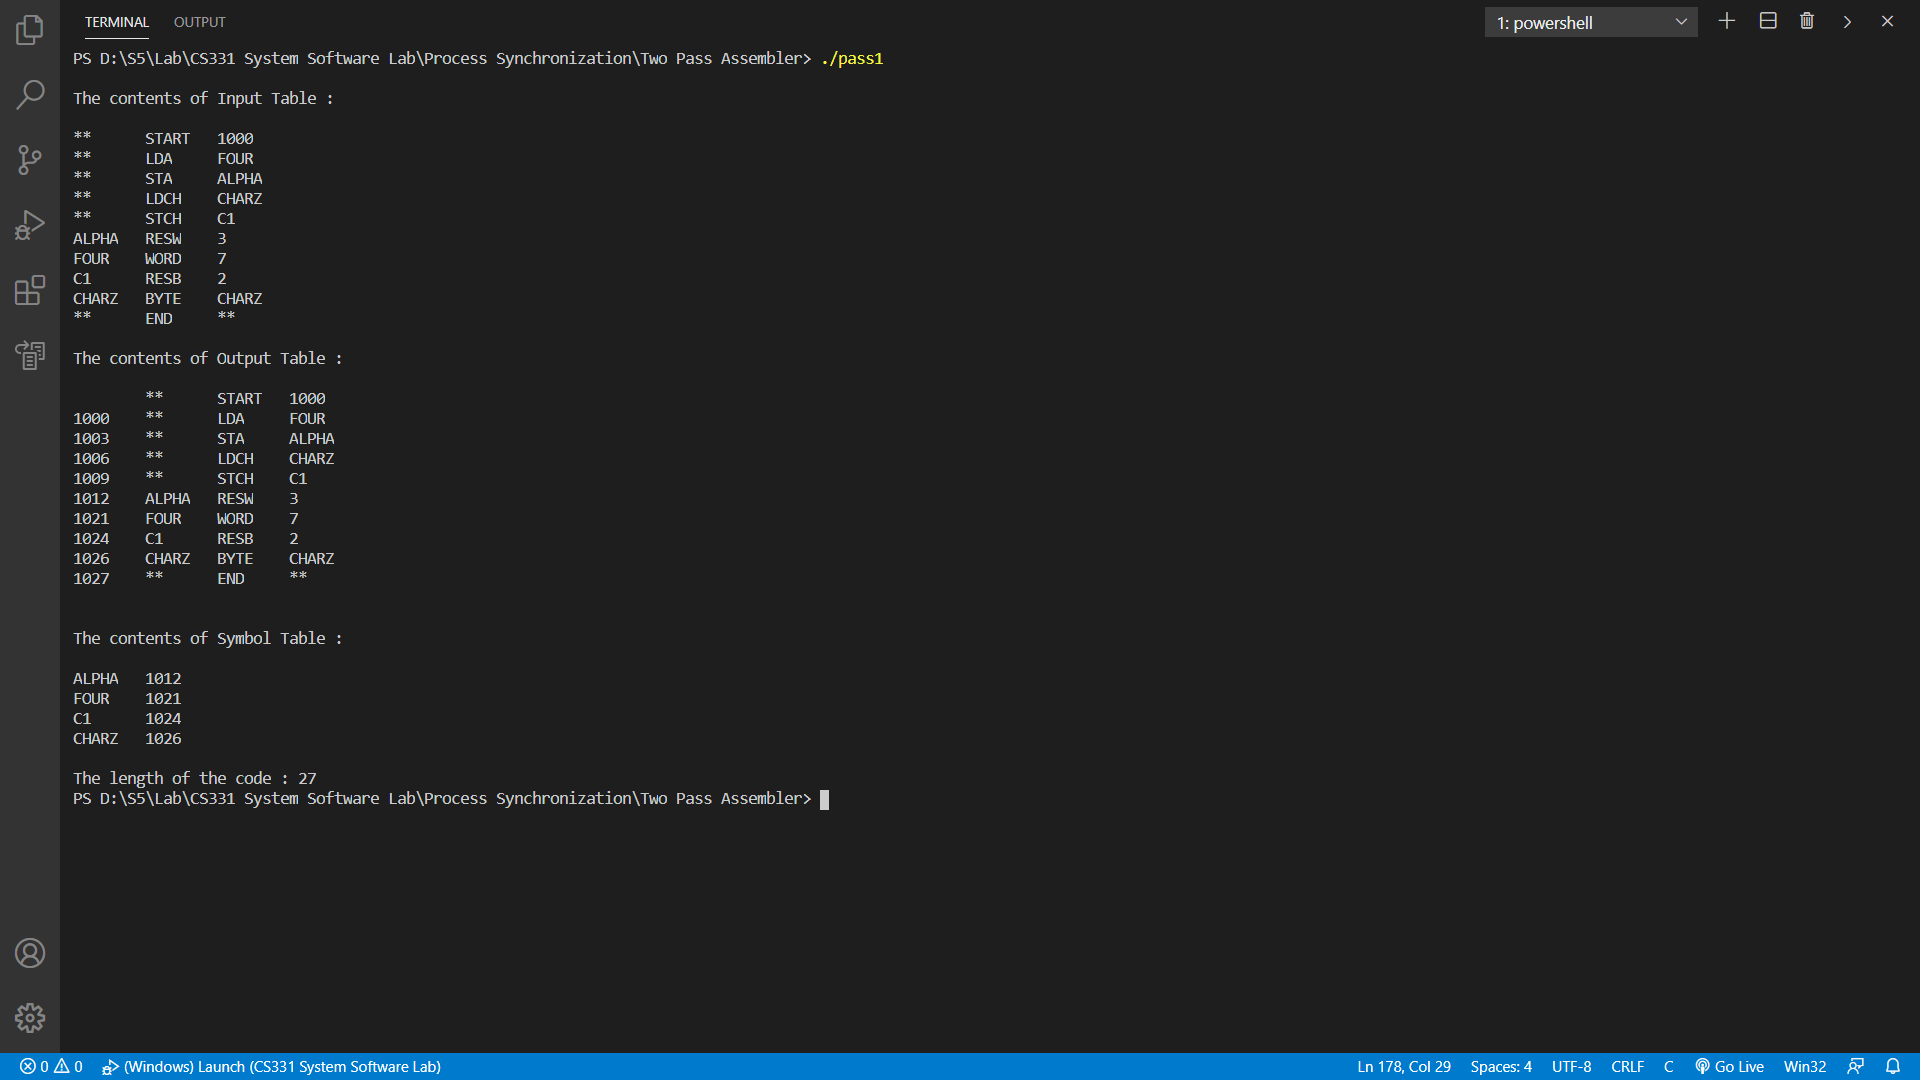 TERMINAL OUTPUT 1: powershell
PS D:\S5\Lab\CS331 System Software Lab\Process Synchronization\Two Pass Assembler> ./pass1
The contents of Input Table :
** START 1000
** LDA FOUR
** STA ALPHA
** LDCH CHARZ
** STCH C1
ALPHA RESW 3
FOUR WORD 7
C1 RESB 2
CHARZ BYTE CHARZ
** END **
The contents of Output Table :
** START 1000
1000 ** LDA FOUR
1003 ** STA ALPHA
1006 ** LDCH CHARZ
1009 ** STCH C1
1012 ALPHA RESW 3
1021 FOUR WORD 7
1024 C1 RESB 2
1026 CHARZ BYTE CHARZ
1027 ** END **
The contents of Symbol Table :
ALPHA 1012
FOUR 1021
C1 1024
CHARZ 1026
The length of the code : 27
PS D:\S5\Lab\CS331 System Software Lab\Process Synchronization\Two Pass Assembler>
0 0 (Windows) Launch (CS331 System Software Lab) Ln 178, Col 29 Spaces: 4 UTF-8 CRLF C Go Live Win32